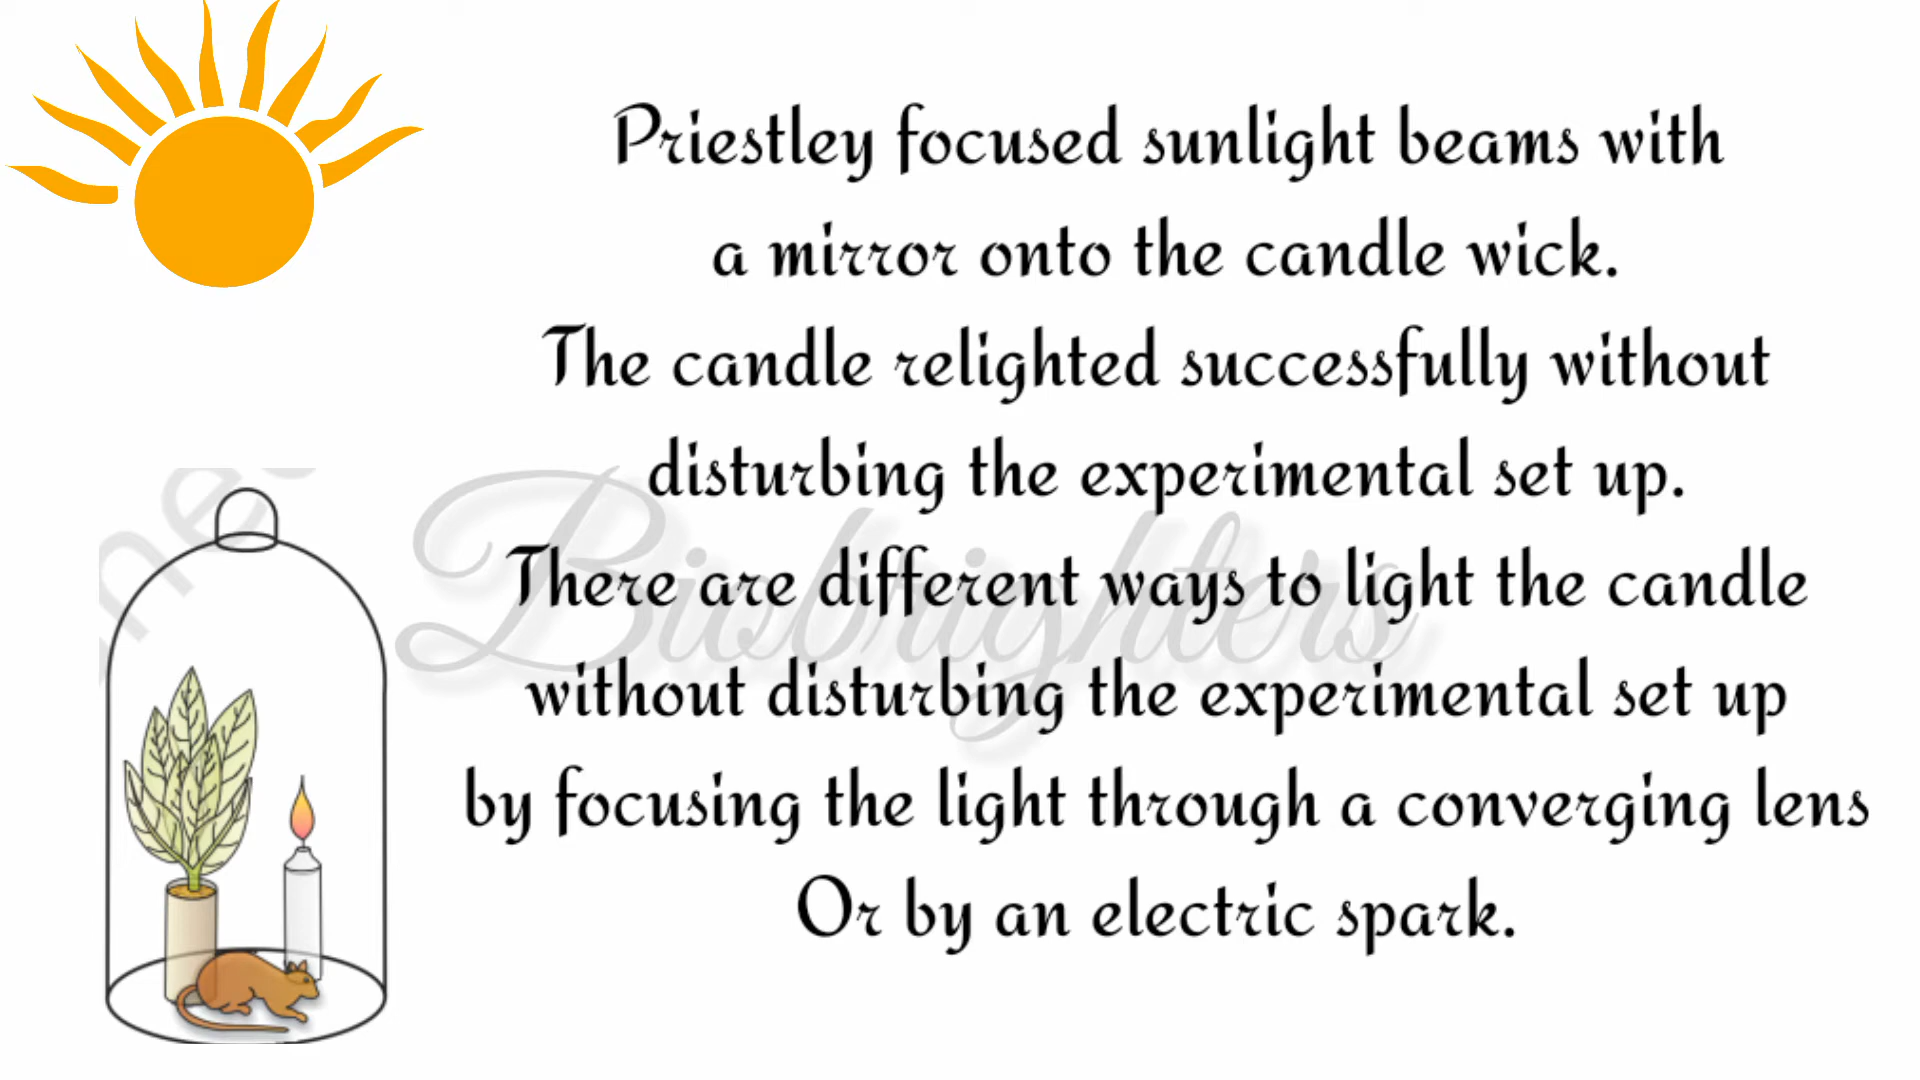 Priestley focused sunlight beams with
a mirror onto the candle wick.
The candle relighted successfully without
disturbing the experimental set up.
Biobrighters
There are different ways to light the candle
without disturbing the experimental set up
by focusing the light through a converging lens
Or by an electric spark.